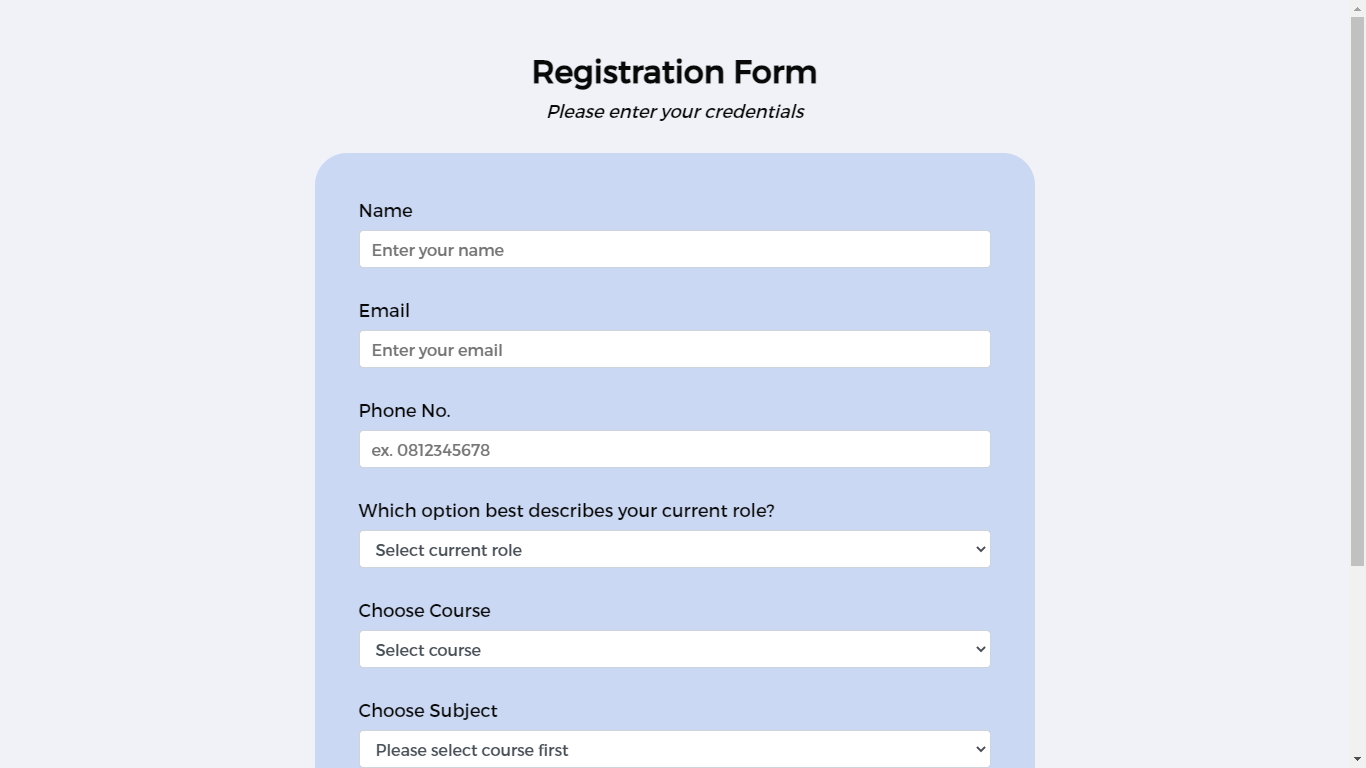 Registration Form
Please enter your credentials
Name
Enter your name
Email
Enter your email
Phone No.
ex. 0812345678
Which option best describes your current role?
Select current role
Choose Course
Select course
Choose Subject
Please select course first